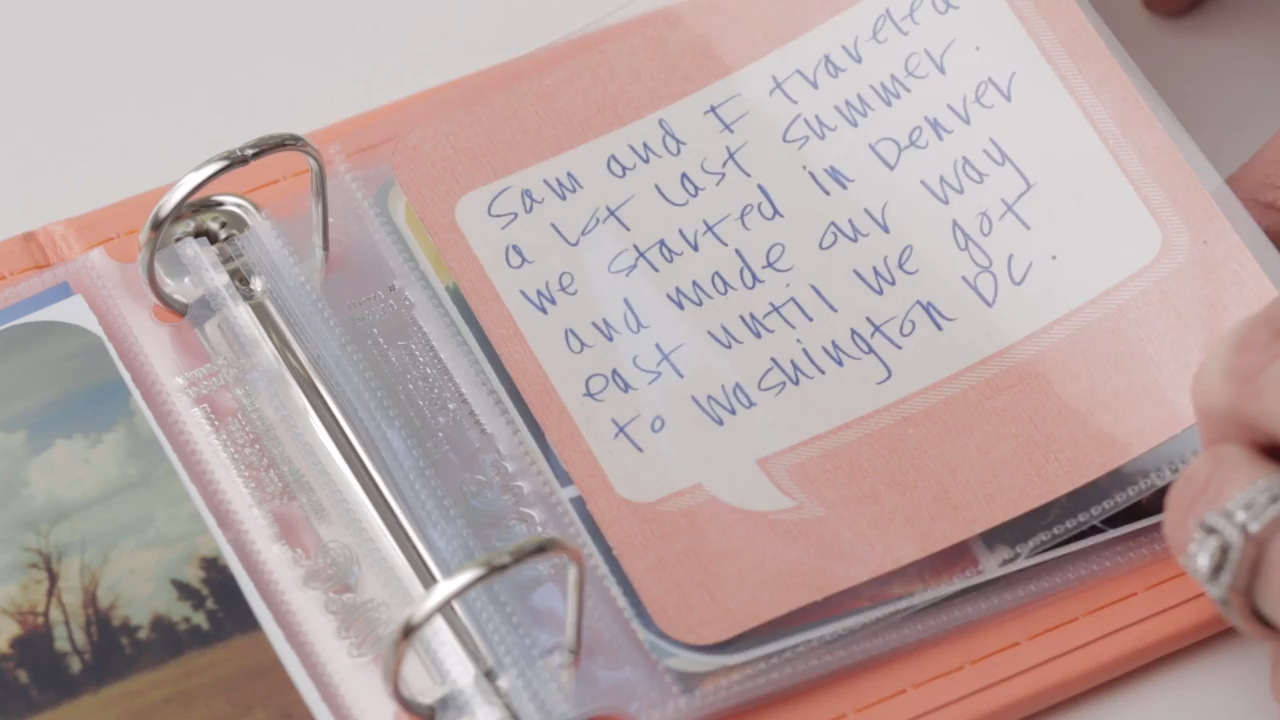 Sam and I traveled
a lot last summer.
we started in Denver
and made our way
east until we got
to Washington DC.